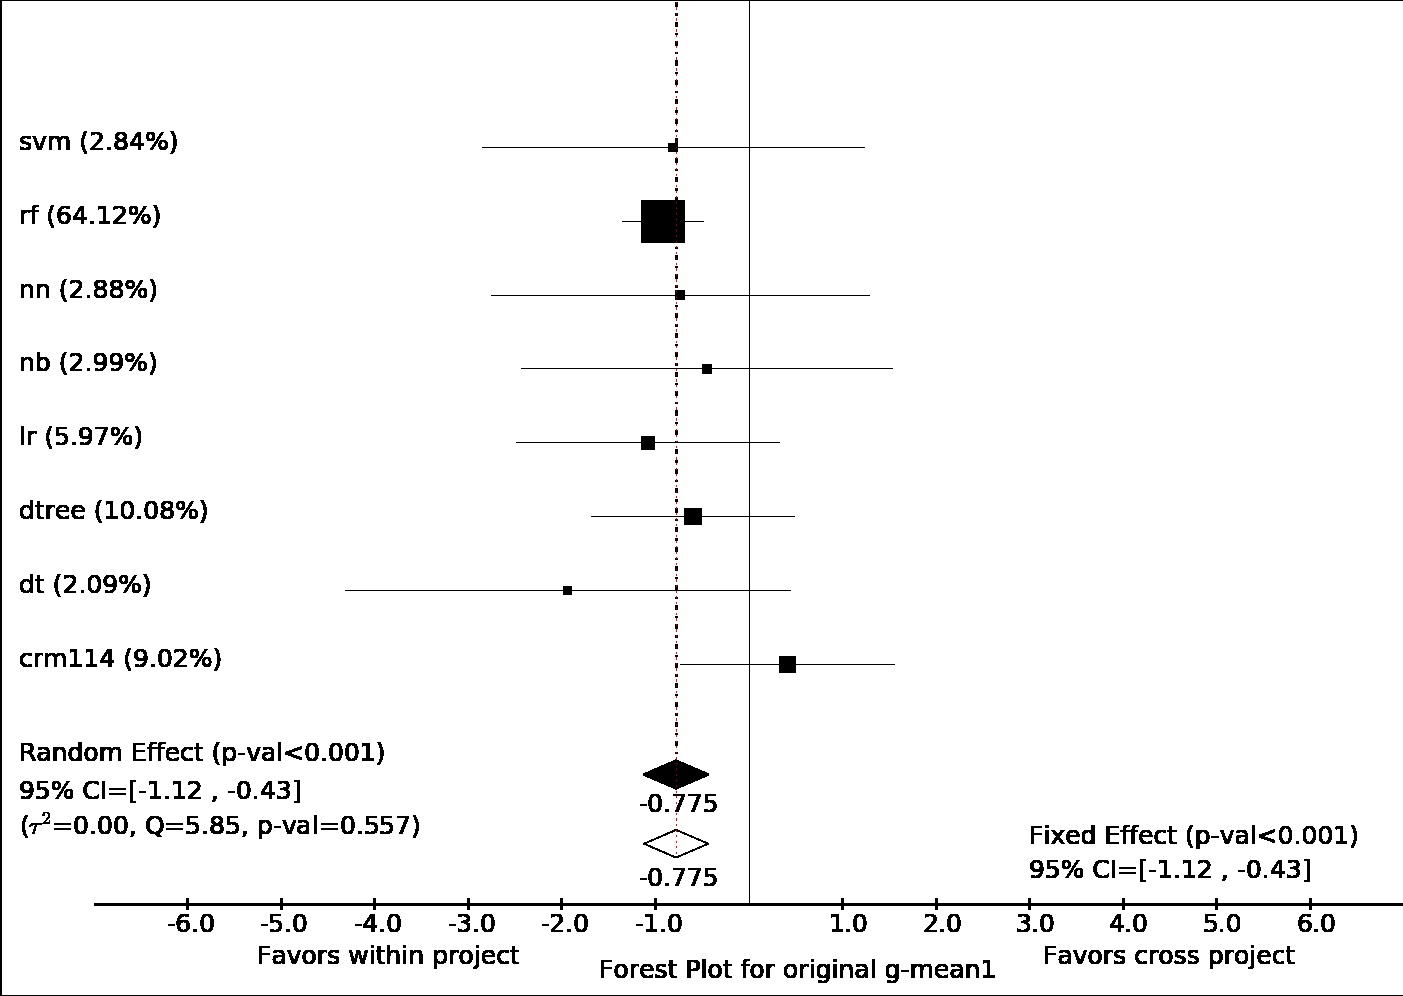 svm (2.84%)
rf (64.12%)
nn (2.88%)
nb (2.99%)
lr (5.97%)
dtree (10.08%)
dt (2.09%)
crm114 (9.02%)
Random Effect (p-val<0.001)
95% CI=[-1.12 , -0.43]
(τ²=0.00, Q=5.85, p-val=0.557)
-0.775
-0.775
Fixed Effect (p-val<0.001)
95% CI=[-1.12 , -0.43]
-6.0 -5.0 -4.0 -3.0 -2.0 -1.0 1.0 2.0 3.0 4.0 5.0 6.0
Favors within project
Favors cross project
Forest Plot for original g-mean1